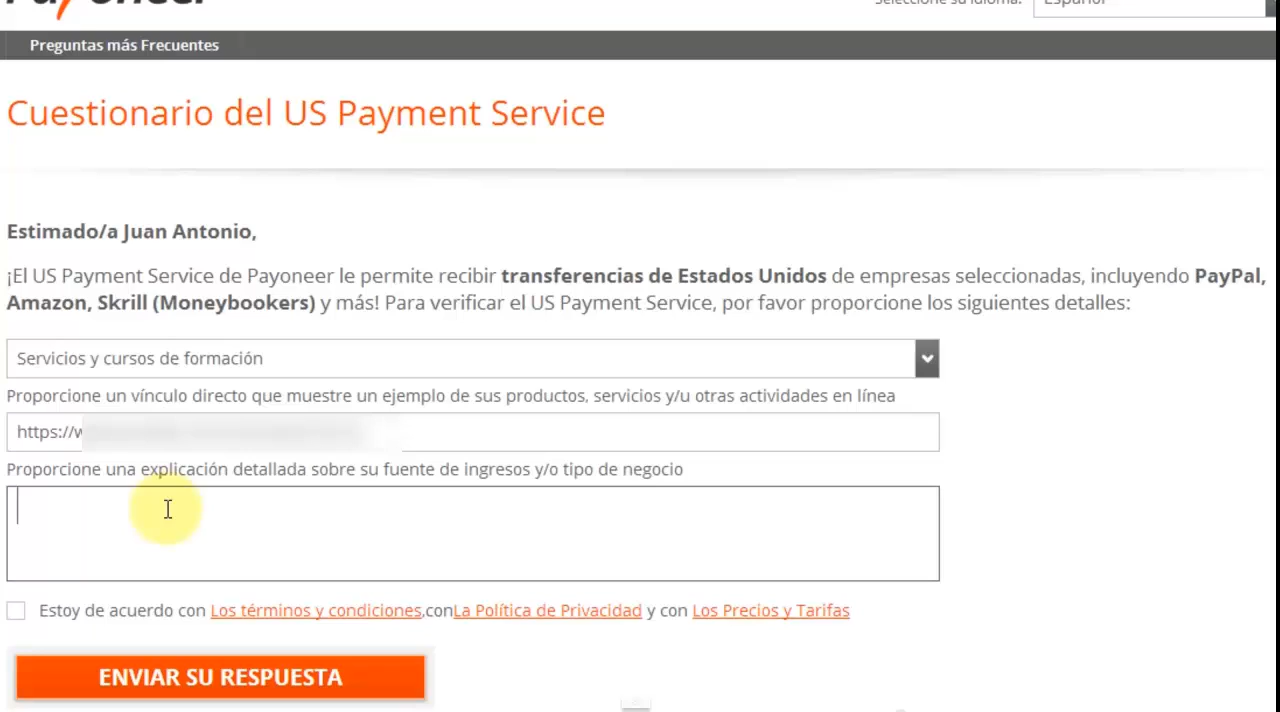 Payoneer
Seleccione su idioma: Español
Preguntas más Frecuentes
Cuestionario del US Payment Service
Estimado/a Juan Antonio,
¡El US Payment Service de Payoneer le permite recibir transferencias de Estados Unidos de empresas seleccionadas, incluyendo PayPal,
Amazon, Skrill (Moneybookers) y más! Para verificar el US Payment Service, por favor proporcione los siguientes detalles:
Servicios y cursos de formación
Proporcione un vínculo directo que muestre un ejemplo de sus productos, servicios y/u otras actividades en línea
https://w
Proporcione una explicación detallada sobre su fuente de ingresos y/o tipo de negocio
Estoy de acuerdo con Los términos y condiciones,conLa Política de Privacidad y con Los Precios y Tarifas
ENVIAR SU RESPUESTA